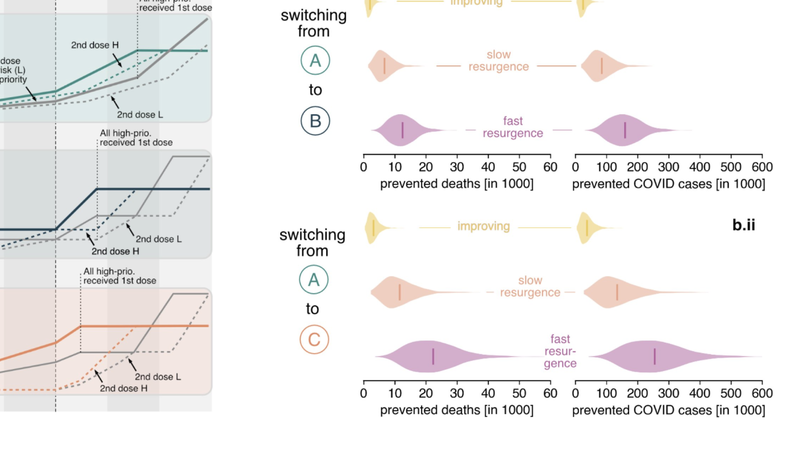 All high-prio.
received 1st dose
2nd dose H
dose
risk (L)
priority
2nd dose L
All high-prio.
received 1st dose
2nd dose L
2nd dose H
All high-prio.
received 1st dose
2nd dose L
2nd dose H
switching
from
A
to
B
improving
slow
resurgence
fast
resurgence
0 10 20 30 40 50 60
prevented deaths [in 1000]
0 100 200 300 400 500 600
prevented COVID cases [in 1000]
b.ii
switching
from
A
to
C
improving
slow
resurgence
fast
resur-
gence
0 10 20 30 40 50 60
prevented deaths [in 1000]
0 100 200 300 400 500 600
prevented COVID cases [in 1000]